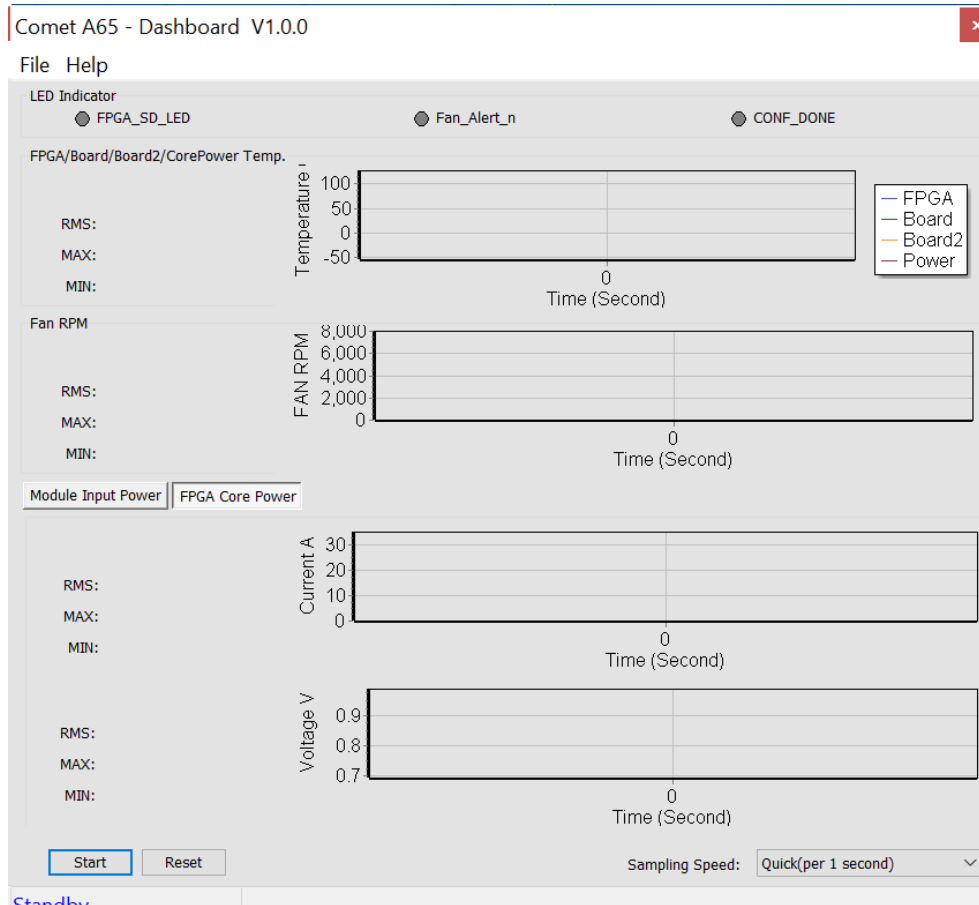 Comet A65 - Dashboard V1.0.0
File Help
LED Indicator
FPGA_SD_LED Fan_Alert_n CONF_DONE
FPGA/Board/Board2/CorePower Temp.
RMS:
MAX:
MIN:
Temperature
100
50
0
-50
0
Time (Second)
FPGA
Board
Board2
Power
Fan RPM
RMS:
MAX:
MIN:
FAN RPM
8,000
6,000
4,000
2,000
0
0
Time (Second)
Module Input Power FPGA Core Power
RMS:
MAX:
MIN:
Current A
30
20
10
0
0
Time (Second)
RMS:
MAX:
MIN:
Voltage V
0.9
0.8
0.7
0
Time (Second)
Start Reset Sampling Speed: Quick(per 1 second)
Standby